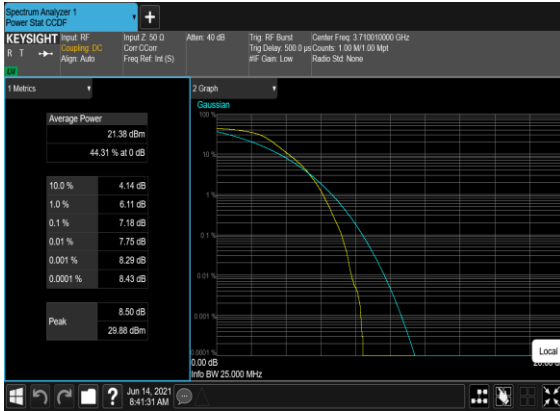 Spectrum Analyzer 1
Power Stat CCDF
KEYSIGHT
R T
Input: RF
Coupling: DC
Align: Auto
Input Z: 50 Ω
Corr CCorr
Freq Ref: Int (S)
Atten: 40 dB
Trig: RF Burst
Trig Delay: 500.0 µs
#IF Gain: Low
Center Freq: 3.710010000 GHz
Counts: 1.00 M/1.00 Mpt
Radio Std: None
1 Metrics
Average Power
21.38 dBm
44.31 % at 0 dB
10.0 % 4.14 dB
1.0 % 6.11 dB
0.1 % 7.18 dB
0.01 % 7.75 dB
0.001 % 8.29 dB
0.0001 % 8.43 dB
Peak
8.50 dB
29.88 dBm
2 Graph
Gaussian
100 %
10 %
1 %
0.1 %
0.01 %
0.001 %
0.0001 %
0.00 dB
Info BW 25.000 MHz
Local
?
Jun 14, 2021
8:41:31 AM